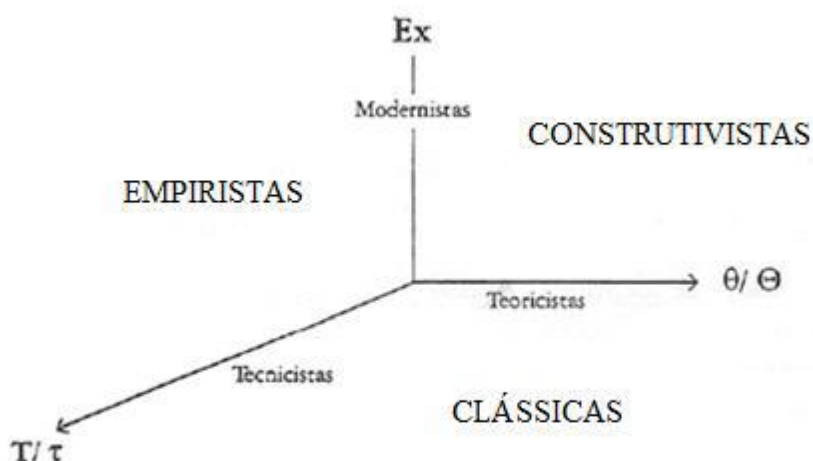 Ex
Modernistas
CONSTRUTIVISTAS
EMPIRISTAS
θ/ Θ
Teoricistas
Tecnicistas
CLÁSSICAS
T/ τ